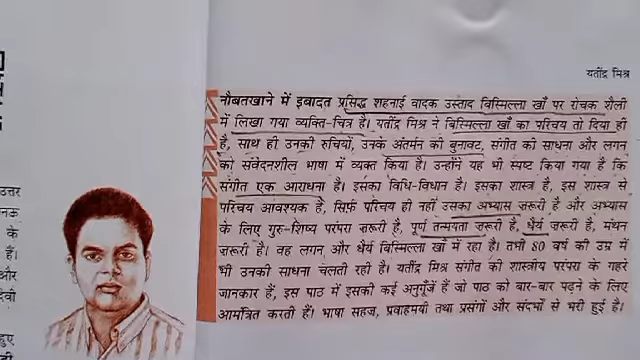 यतींद्र मिश्र
नौबतखाने में इबादत प्रसिद्ध शहनाई वादक उस्ताद बिस्मिल्ला खाँ पर रोचक शैली
में लिखा गया व्यक्ति-चित्र है। यतींद्र मिश्र ने बिस्मिल्ला खाँ का परिचय तो दिया ही
है, साथ ही उनकी रुचियों, उनके अंतर्मन की बुनावट, संगीत की साधना और लगन
को संवेदनशील भाषा में व्यक्त किया है। उन्होंने यह भी स्पष्ट किया गया है कि
संगीत एक आराधना है। इसका विधि-विधान है। इसका शास्त्र है, इस शास्त्र से
परिचय आवश्यक है, सिर्फ़ परिचय ही नहीं उसका अभ्यास ज़रूरी है और अभ्यास
के लिए गुरु-शिष्य परंपरा ज़रूरी है, पूर्ण तन्मयता ज़रूरी है, धैर्य ज़रूरी है, मंथन
ज़रूरी है। वह लगन और धैर्य बिस्मिल्ला खाँ में रहा है। तभी 80 वर्ष की उम्र में
भी उनकी साधना चलती रही है। यतींद्र मिश्र संगीत की शास्त्रीय परंपरा के गहरे
जानकार हैं, इस पाठ में इसकी कई अनुगूँजें हैं जो पाठ को बार-बार पढ़ने के लिए
आमंत्रित करती हैं। भाषा सहज, प्रवाहमयी तथा प्रसंगों और संदर्भों से भरी हुई है।
के
हैं।
और